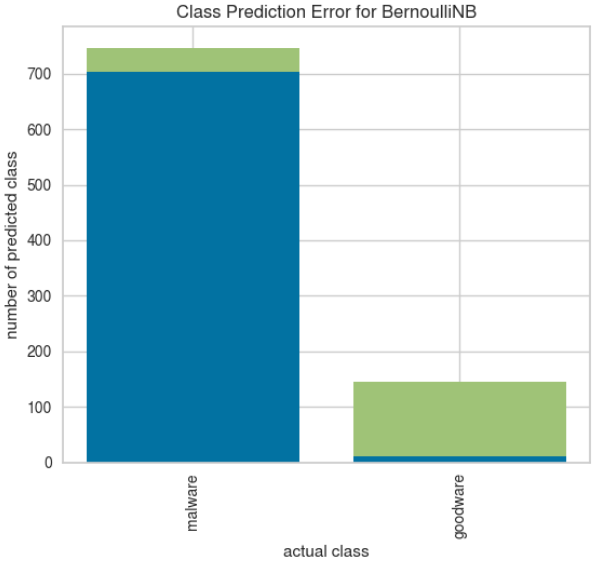 Class Prediction Error for BernoulliNB
number of predicted class
700
600
500
400
300
200
100
0
malware
goodware
actual class